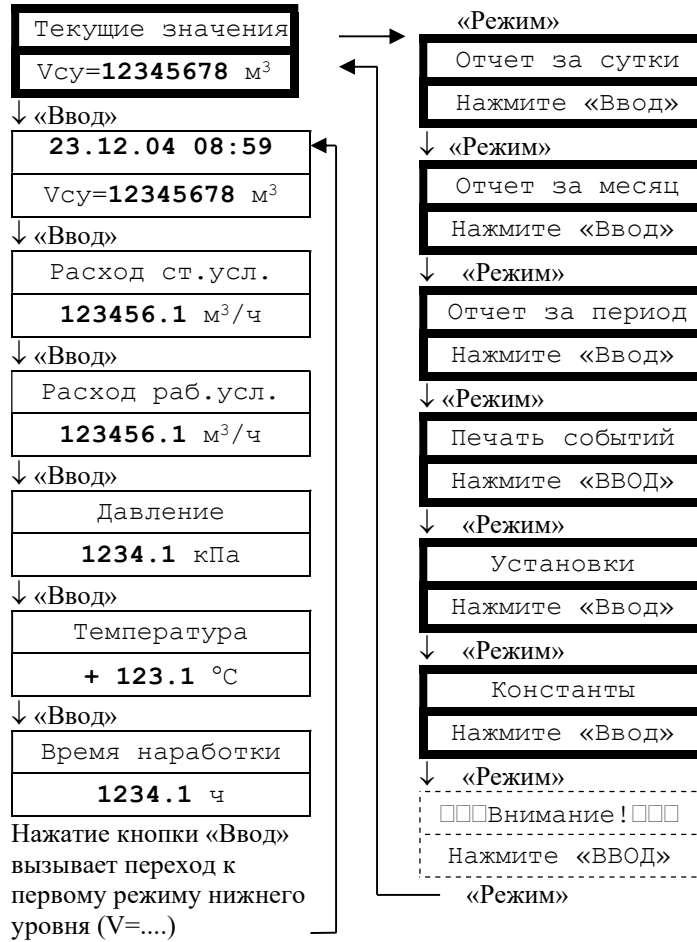 Текущие значения
Vсу=12345678 м³
↓ «Ввод»
23.12.04 08:59
Vсу=12345678 м³
↓ «Ввод»
Расход ст.усл.
123456.1 м³/ч
↓ «Ввод»
Расход раб.усл.
123456.1 м³/ч
↓ «Ввод»
Давление
1234.1 кПа
↓ «Ввод»
Температура
+ 123.1 °С
↓ «Ввод»
Время наработки
1234.1 ч
Нажатие кнопки «Ввод»
вызывает переход к
первому режиму нижнего
уровня (V=....)
«Режим»
Отчет за сутки
Нажмите «Ввод»
↓ «Режим»
Отчет за месяц
Нажмите «Ввод»
↓ «Режим»
Отчет за период
Нажмите «Ввод»
↓ «Режим»
Печать событий
Нажмите «ВВОД»
↓ «Режим»
Установки
Нажмите «Ввод»
↓ «Режим»
Константы
Нажмите «Ввод»
↓ «Режим»
□□□Внимание!□□□
Нажмите «ВВОД»
«Режим»